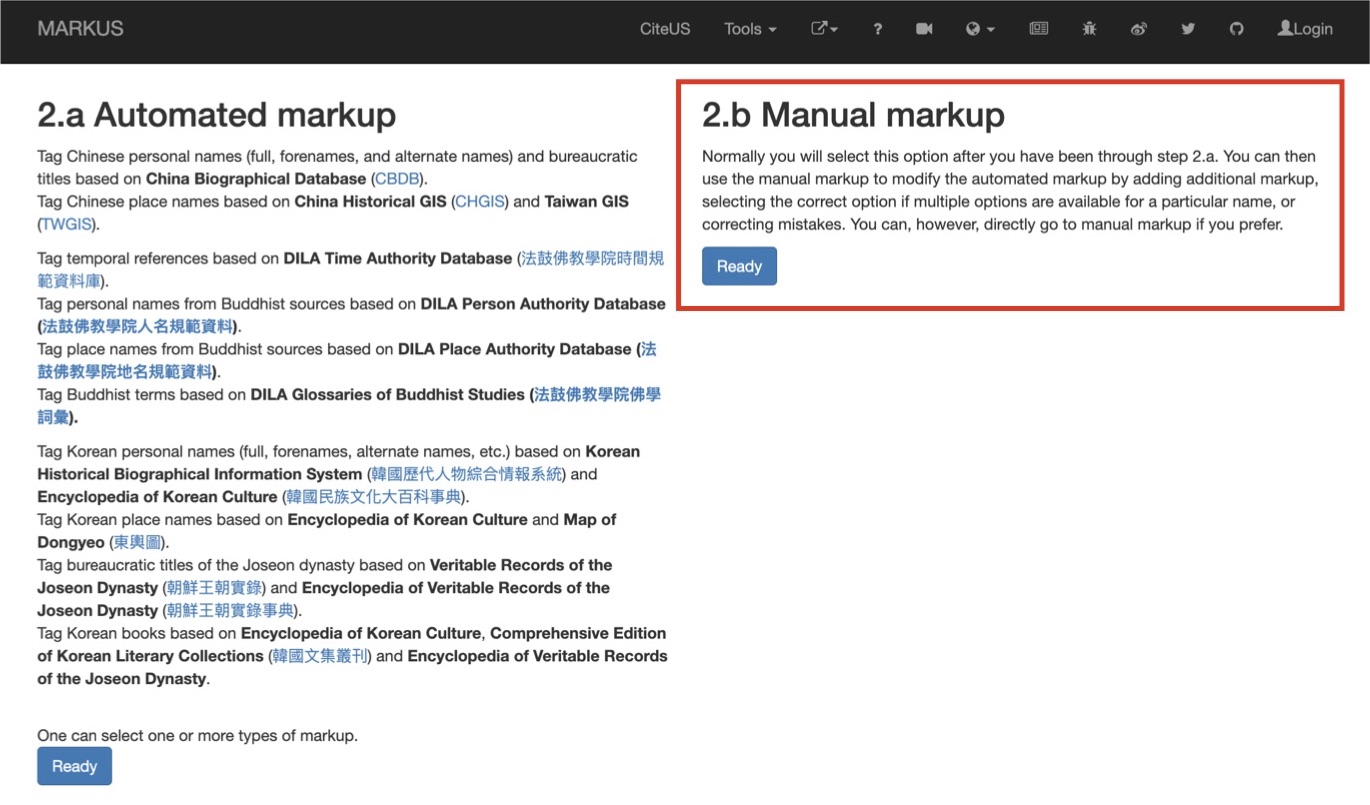 MARKUS
CiteUS
Tools
?
Login
2.a Automated markup
Tag Chinese personal names (full, forenames, and alternate names) and bureaucratic
titles based on China Biographical Database (CBDB).
Tag Chinese place names based on China Historical GIS (CHGIS) and Taiwan GIS
(TWGIS).
Tag temporal references based on DILA Time Authority Database (法鼓佛教學院時間規
範資料庫).
Tag personal names from Buddhist sources based on DILA Person Authority Database
(法鼓佛教學院人名規範資料).
Tag place names from Buddhist sources based on DILA Place Authority Database (法
鼓佛教學院地名規範資料).
Tag Buddhist terms based on DILA Glossaries of Buddhist Studies (法鼓佛教學院佛學
詞彙).
Tag Korean personal names (full, forenames, alternate names, etc.) based on Korean
Historical Biographical Information System (韓國歷代人物綜合情報系統) and
Encyclopedia of Korean Culture (韓國民族文化大百科事典).
Tag Korean place names based on Encyclopedia of Korean Culture and Map of
Dongyeo (東輿圖).
Tag bureaucratic titles of the Joseon dynasty based on Veritable Records of the
Joseon Dynasty (朝鮮王朝實錄) and Encyclopedia of Veritable Records of the
Joseon Dynasty (朝鮮王朝實錄事典).
Tag Korean books based on Encyclopedia of Korean Culture, Comprehensive Edition
of Korean Literary Collections (韓國文集叢刊) and Encyclopedia of Veritable Records
of the Joseon Dynasty.
One can select one or more types of markup.
Ready
2.b Manual markup
Normally you will select this option after you have been through step 2.a. You can then
use the manual markup to modify the automated markup by adding additional markup,
selecting the correct option if multiple options are available for a particular name, or
correcting mistakes. You can, however, directly go to manual markup if you prefer.
Ready